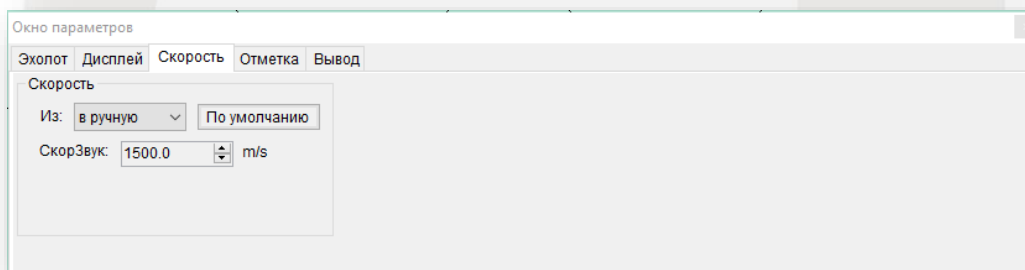 Окно параметров
Эхолот Дисплей Скорость Отметка Вывод
Скорость
Из: в ручную По умолчанию
СкорЗвук: 1500.0 m/s